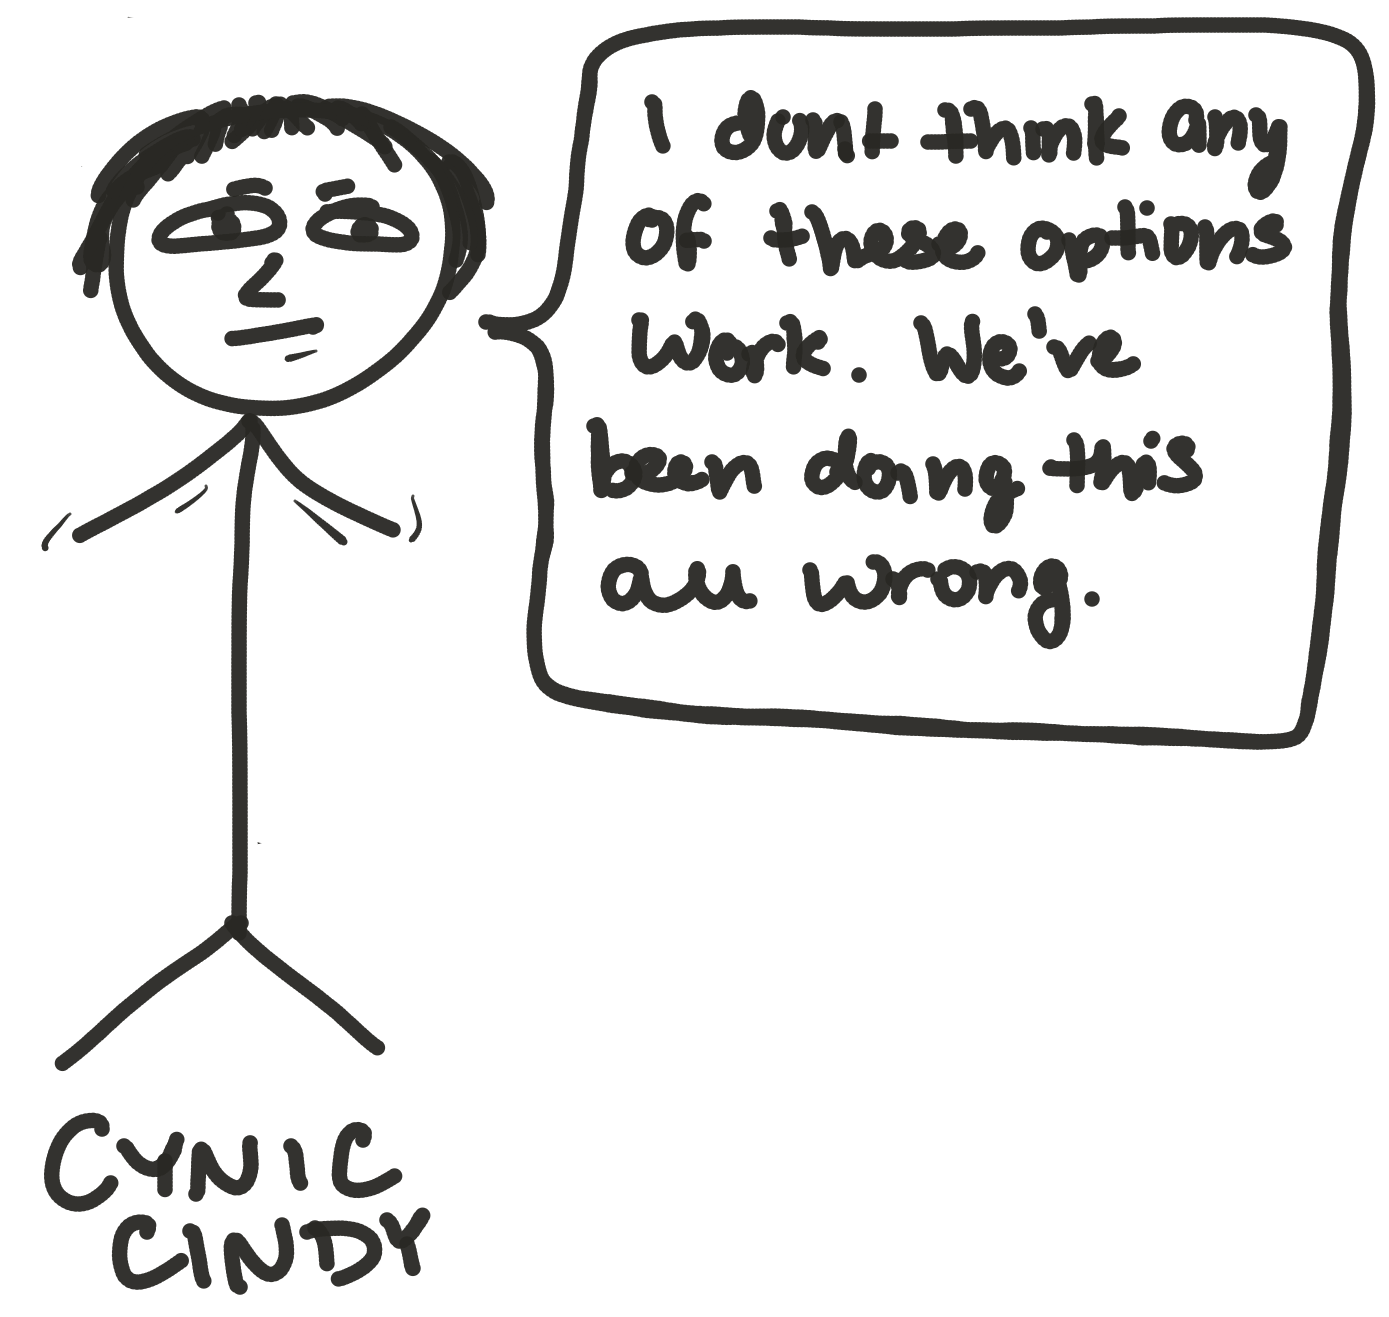 I dont think any
of these options
work. We've
been doing this
all wrong.
CYNIC
CINDY